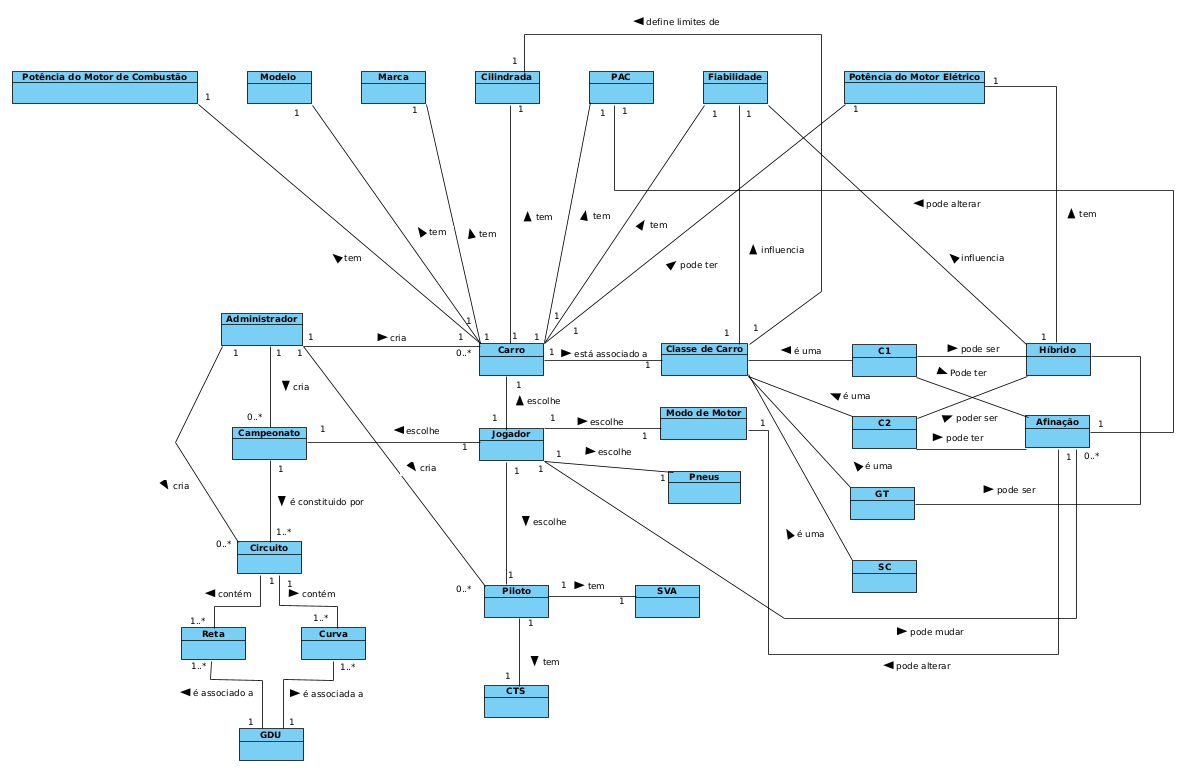 define limites de
1
Potência do Motor de Combustão
Modelo
Marca
Cilindrada
PAC
Fiabilidade
Potência do Motor Elétrico
1
1
1
1
1
1
1
1
1
1
pode alterar
tem
tem
tem
tem
tem
tem
tem
influencia
tem
influencia
pode ter
Administrador
1
1
1
1
1
1
1
1
1
1
cria
1
0..*
Carro
1
está associado a
1
Classe de Carro
é uma
C1
pode ser
Híbrido
1
1
1
cria
Pode ter
1
escolhe
é uma
0..*
1
Campeonato
escolhe
1
1
Jogador
1
escolhe
1
Modo de Motor
1
C2
poder ser
pode ter
Afinação
1
1
1
1
1
escolhe
1
0..*
cria
é uma
1
Pneus
cria
é constituido por
GT
pode ser
1..*
escolhe
0..*
é uma
Circuito
1
1
1
SC
contém
contém
0..*
Piloto
1
tem
1
SVA
1..*
1..*
1
Reta
Curva
pode mudar
1..*
1..*
tem
pode alterar
1
é associado a
é associada a
CTS
1
1
GDU